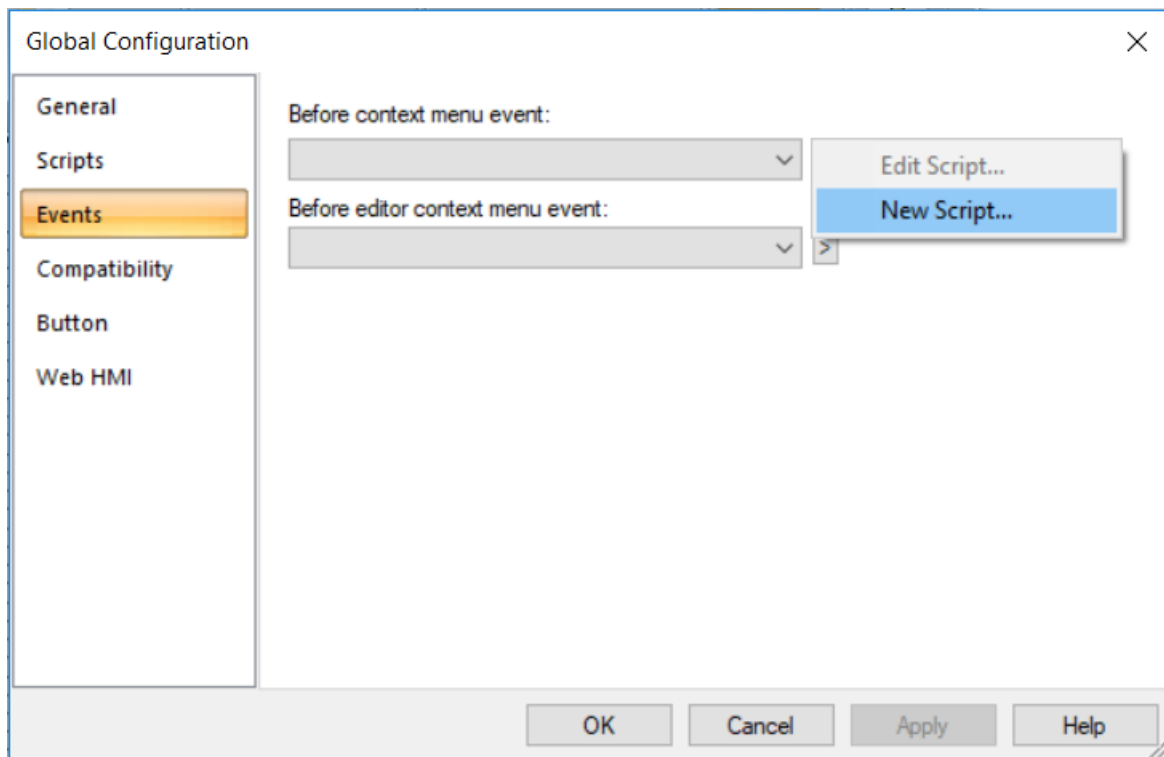 Global Configuration
General
Scripts
Events
Compatibility
Button
Web HMI
Before context menu event:
Edit Script...
New Script...
Before editor context menu event:
>
OK
Cancel
Apply
Help